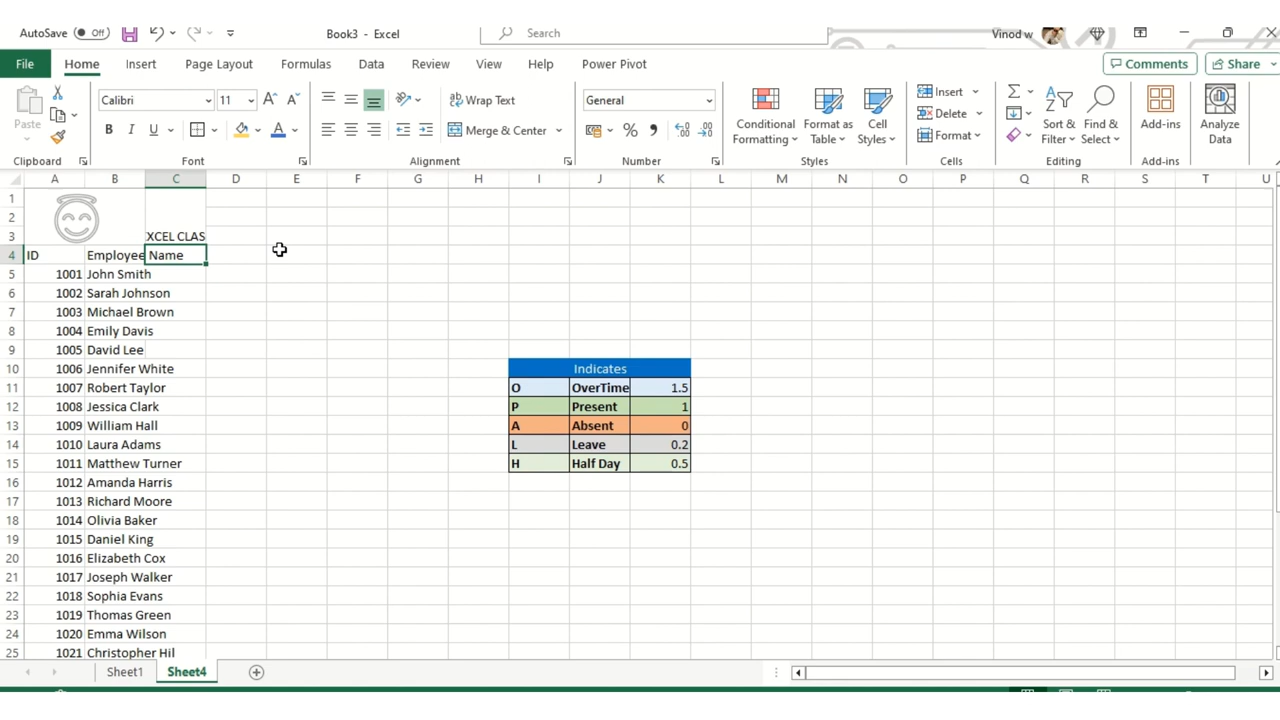 AutoSave Off Book3 - Excel Search Vinod w
File Home Insert Page Layout Formulas Data Review View Help Power Pivot Comments Share
Paste Calibri 11 Wrap Text General Conditional Formatting Format as Table Cell Styles Insert Sort & Filter Find & Select Add-ins Analyze Data
B I U Merge & Center % Delete
Format
Clipboard Font Alignment Number Styles Cells Editing Add-ins
A B C D E F G H I J K L M N O P Q R S T U
1
2
3 XCEL CLAS
4 ID Employee Name
5 1001 John Smith
6 1002 Sarah Johnson
7 1003 Michael Brown
8 1004 Emily Davis
9 1005 David Lee
10 1006 Jennifer White Indicates
11 1007 Robert Taylor O OverTime 1.5
12 1008 Jessica Clark P Present 1
13 1009 William Hall A Absent 0
14 1010 Laura Adams L Leave 0.2
15 1011 Matthew Turner H Half Day 0.5
16 1012 Amanda Harris
17 1013 Richard Moore
18 1014 Olivia Baker
19 1015 Daniel King
20 1016 Elizabeth Cox
21 1017 Joseph Walker
22 1018 Sophia Evans
23 1019 Thomas Green
24 1020 Emma Wilson
25 1021 Christopher Hil
Sheet1 Sheet4